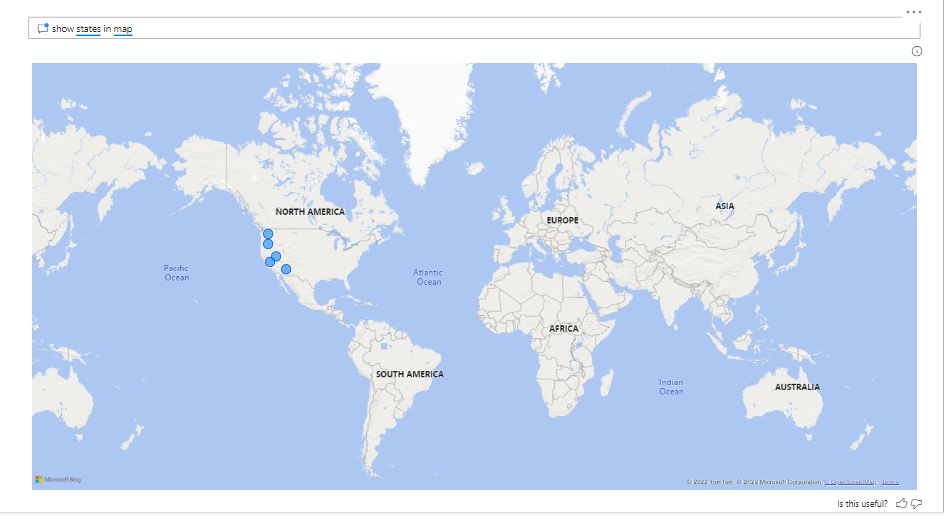 show states in map
NORTH AMERICA
ASIA
EUROPE
Pacific
Ocean
Atlantic
Ocean
AFRICA
SOUTH AMERICA
Indian
Ocean
AUSTRALIA
Microsoft Bing
© 2022 TomTom, © 2022 Microsoft Corporation, © OpenStreetMap Terms
Is this useful?